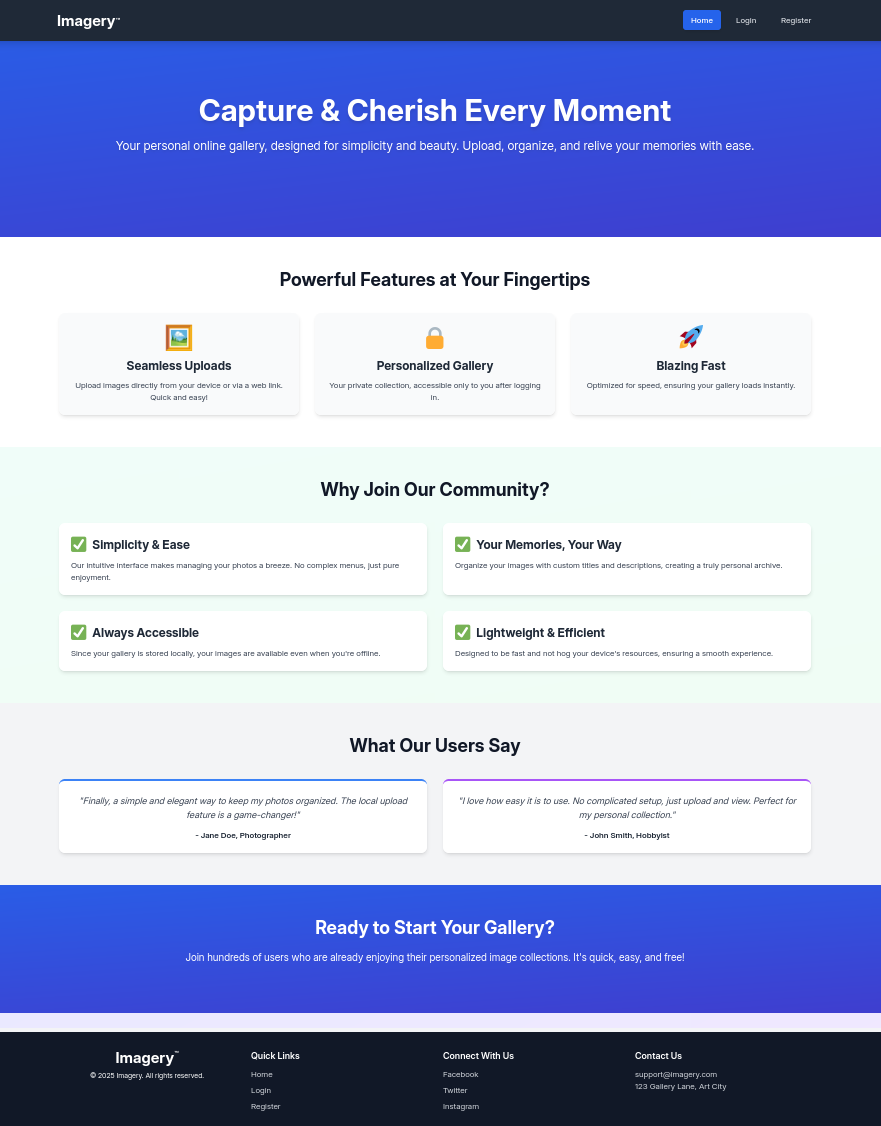 Imagery™
Home
Login
Register
Capture & Cherish Every Moment
Your personal online gallery, designed for simplicity and beauty. Upload, organize, and relive your memories with ease.
Powerful Features at Your Fingertips
Seamless Uploads
Upload images directly from your device or via a web link.
Quick and easy!
Personalized Gallery
Your private collection, accessible only to you after logging
in.
Blazing Fast
Optimized for speed, ensuring your gallery loads instantly.
Why Join Our Community?
Simplicity & Ease
Our intuitive interface makes managing your photos a breeze. No complex menus, just pure
enjoyment.
Your Memories, Your Way
Organize your images with custom titles and descriptions, creating a truly personal archive.
Always Accessible
Since your gallery is stored locally, your images are available even when you're offline.
Lightweight & Efficient
Designed to be fast and not hog your device's resources, ensuring a smooth experience.
What Our Users Say
"Finally, a simple and elegant way to keep my photos organized. The local upload
feature is a game-changer!"
- Jane Doe, Photographer
"I love how easy it is to use. No complicated setup, just upload and view. Perfect for
my personal collection."
- John Smith, Hobbyist
Ready to Start Your Gallery?
Join hundreds of users who are already enjoying their personalized image collections. It's quick, easy, and free!
Imagery™
© 2025 Imagery. All rights reserved.
Quick Links
Home
Login
Register
Connect With Us
Facebook
Twitter
Instagram
Contact Us
support@imagery.com
123 Gallery Lane, Art City